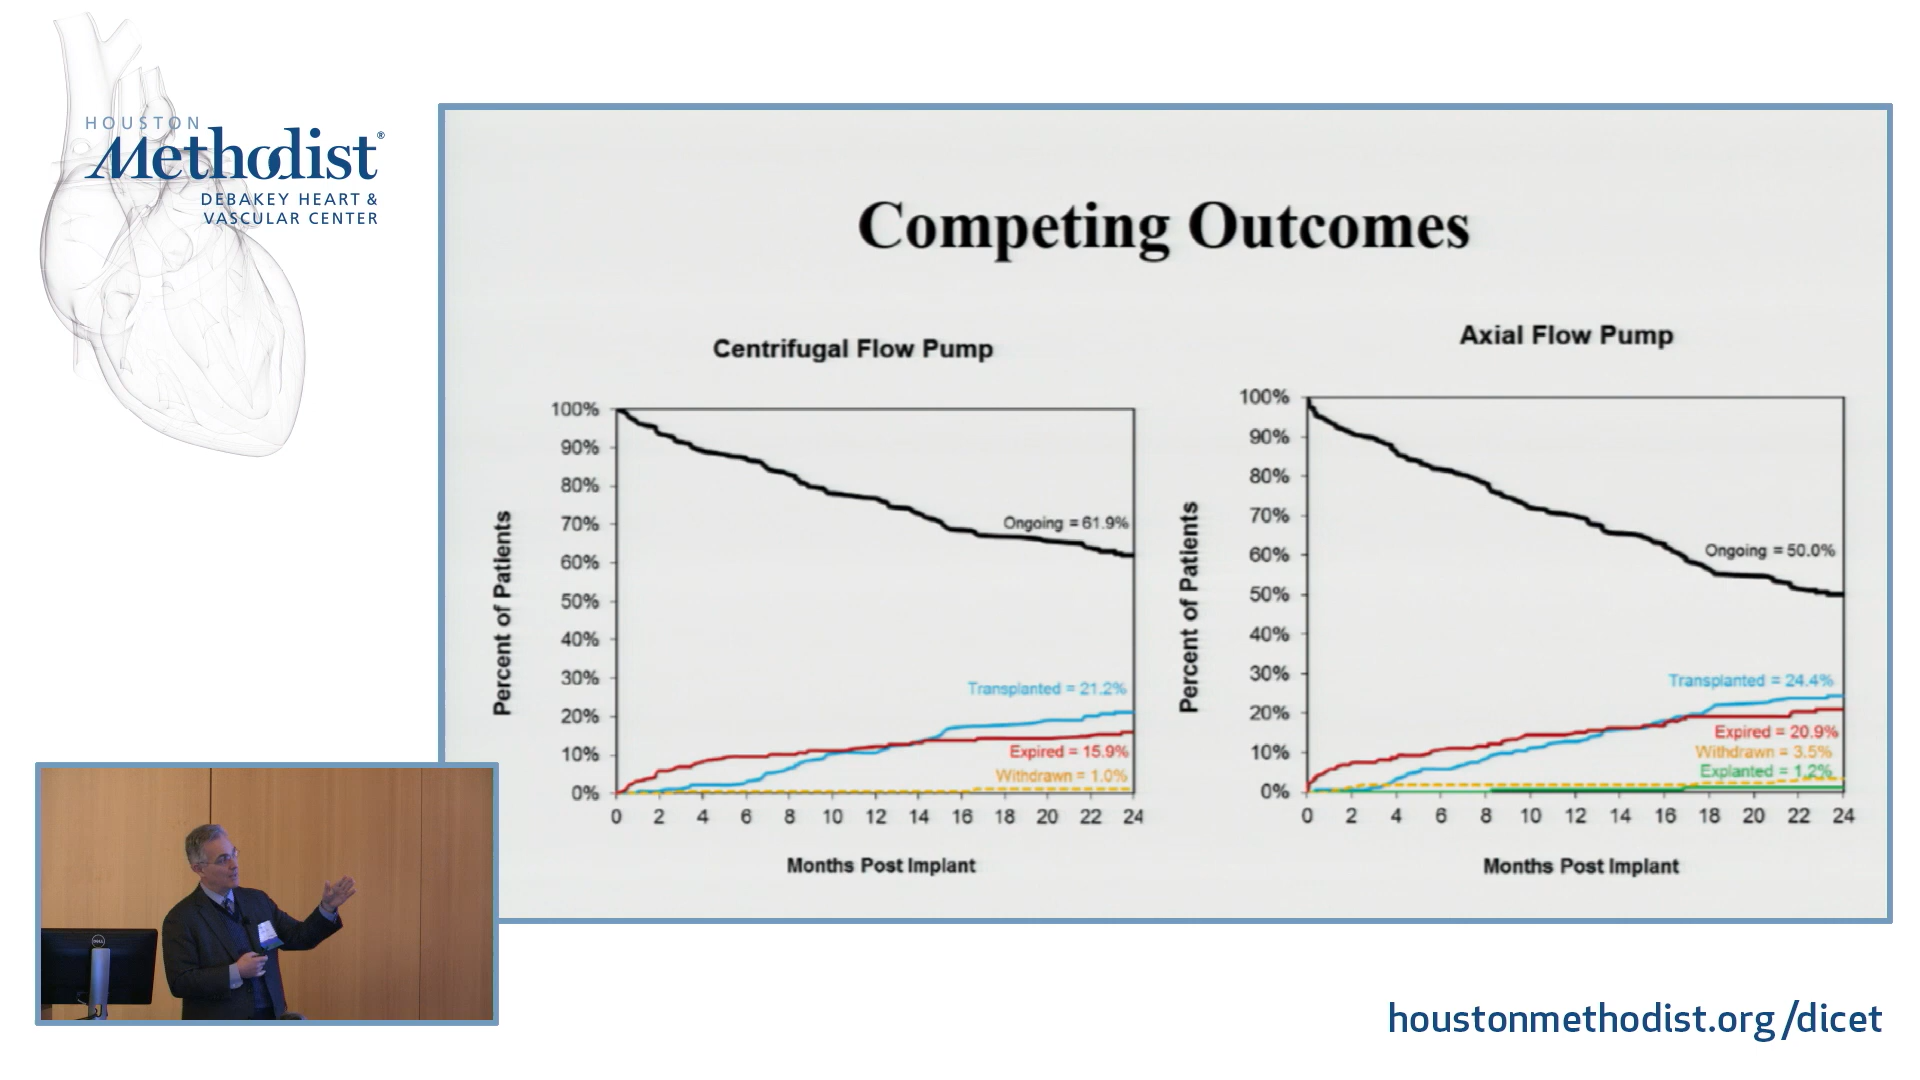 HOUSTON
Methodist®
DEBAKEY HEART &
VASCULAR CENTER
Competing Outcomes
Centrifugal Flow Pump
Percent of Patients
100%
90%
80%
70%
60%
50%
40%
30%
20%
10%
0%
Ongoing = 61.9%
Transplanted = 21.2%
Expired = 15.9%
Withdrawn = 1.0%
0 2 4 6 8 10 12 14 16 18 20 22 24
Months Post Implant
Axial Flow Pump
Percent of Patients
100%
90%
80%
70%
60%
50%
40%
30%
20%
10%
0%
Ongoing = 50.0%
Transplanted = 24.4%
Expired = 20.9%
Withdrawn = 3.5%
Explanted = 1.2%
0 2 4 6 8 10 12 14 16 18 20 22 24
Months Post Implant
DELL
houstonmethodist.org/dicet